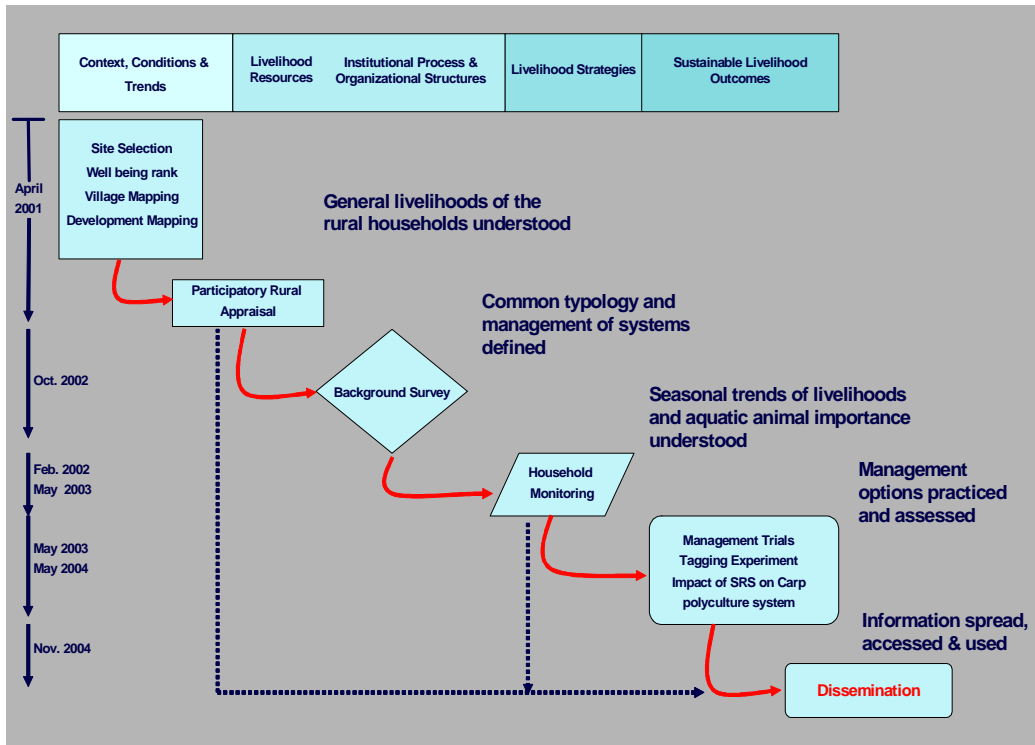 Context, Conditions &
Trends
Livelihood
Resources
Institutional Process &
Organizational Structures
Livelihood Strategies
Sustainable Livelihood
Outcomes
April
2001
Site Selection
Well being rank
Village Mapping
Development Mapping
General livelihoods of the
rural households understood
Participatory Rural
Appraisal
Common typology and
management of systems
defined
Oct. 2002
Background Survey
Seasonal trends of livelihoods
and aquatic animal importance
understood
Feb. 2002
May 2003
Household
Monitoring
Management
options practiced
and assessed
May 2003
May 2004
Management Trials
Tagging Experiment
Impact of SRS on Carp
polyculture system
Information spread,
accessed & used
Nov. 2004
Dissemination